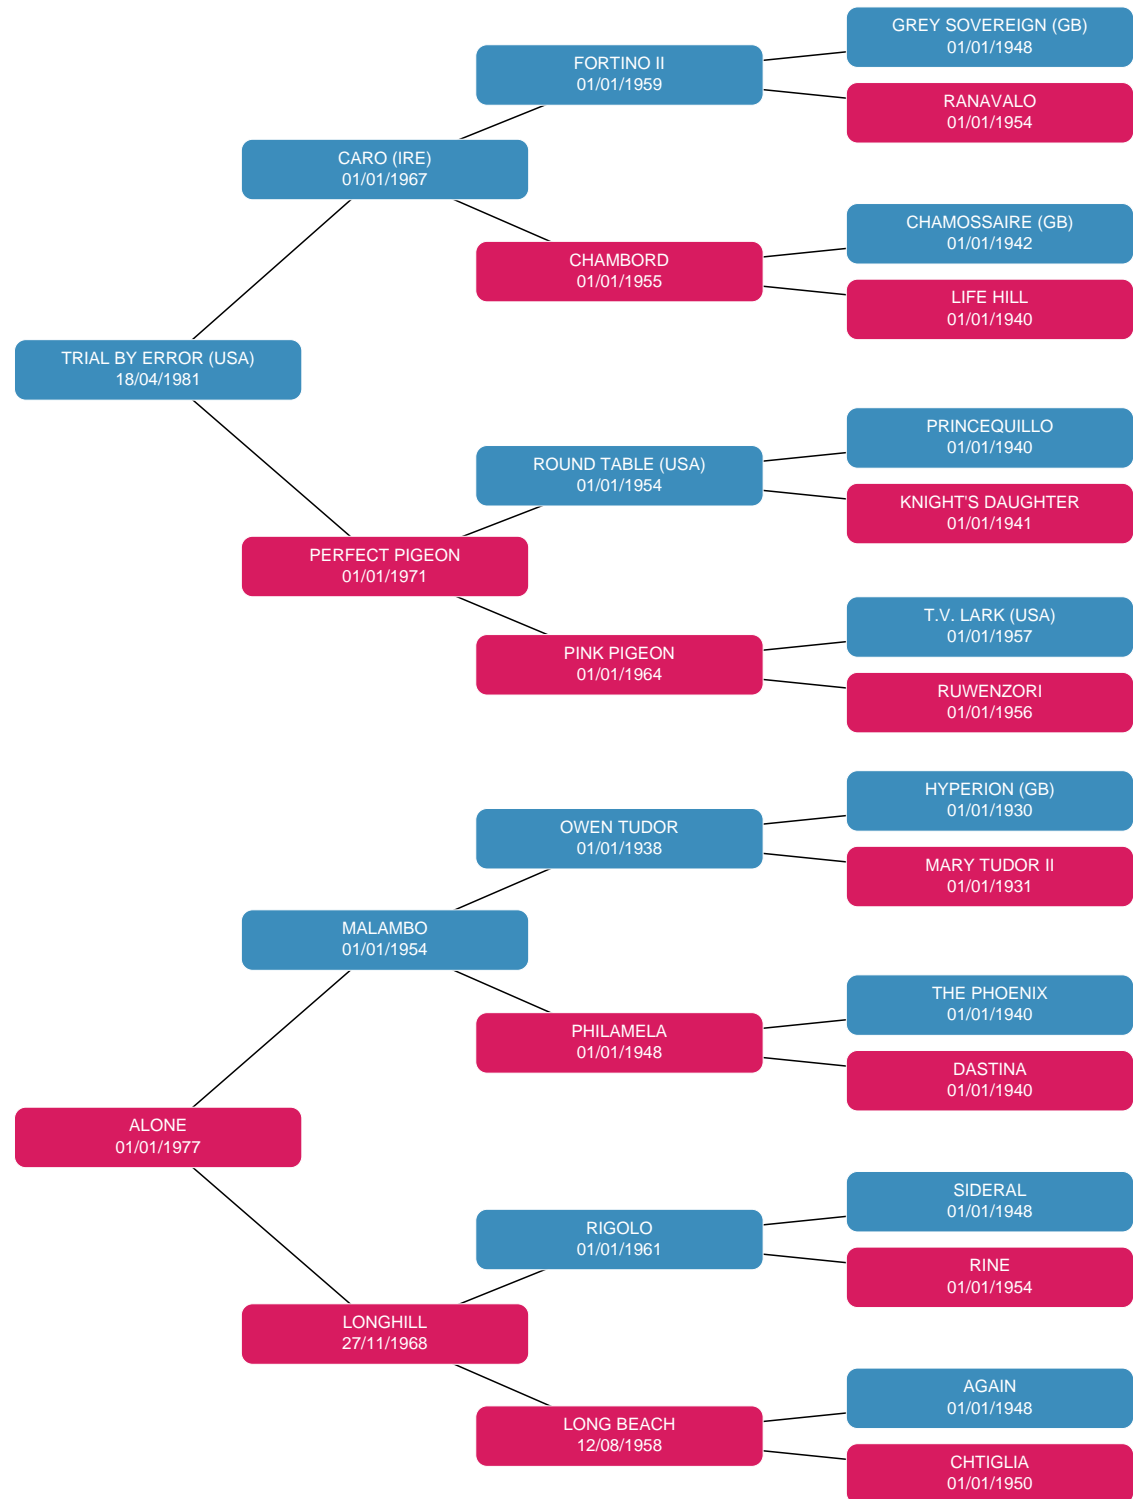 GREY SOVEREIGN (GB)
01/01/1948
FORTINO II
01/01/1959
RANAVALO
01/01/1954
CARO (IRE)
01/01/1967
CHAMOSSAIRE (GB)
01/01/1942
CHAMBORD
01/01/1955
LIFE HILL
01/01/1940
TRIAL BY ERROR (USA)
18/04/1981
PRINCEQUILLO
01/01/1940
ROUND TABLE (USA)
01/01/1954
KNIGHT'S DAUGHTER
01/01/1941
PERFECT PIGEON
01/01/1971
T.V. LARK (USA)
01/01/1957
PINK PIGEON
01/01/1964
RUWENZORI
01/01/1956
HYPERION (GB)
01/01/1930
OWEN TUDOR
01/01/1938
MARY TUDOR II
01/01/1931
MALAMBO
01/01/1954
THE PHOENIX
01/01/1940
PHILAMELA
01/01/1948
DASTINA
01/01/1940
ALONE
01/01/1977
SIDERAL
01/01/1948
RIGOLO
01/01/1961
RINE
01/01/1954
LONGHILL
27/11/1968
AGAIN
01/01/1948
LONG BEACH
12/08/1958
CHTIGLIA
01/01/1950